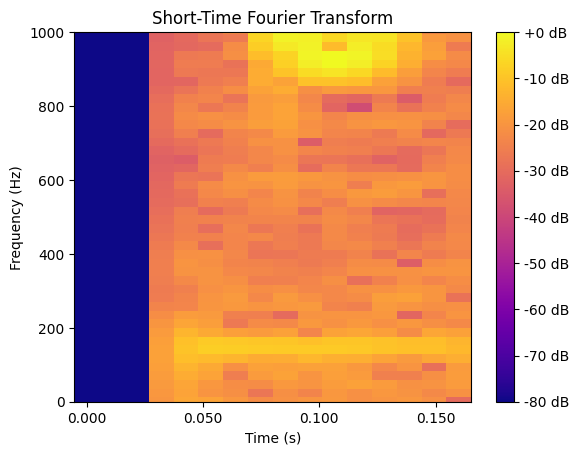 Short-Time Fourier Transform
1000
800
600
400
200
0
Frequency (Hz)
0.000
0.050
0.100
0.150
Time (s)
+0 dB
-10 dB
-20 dB
-30 dB
-40 dB
-50 dB
-60 dB
-70 dB
-80 dB